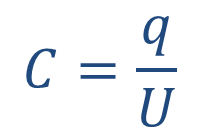 C = q/U